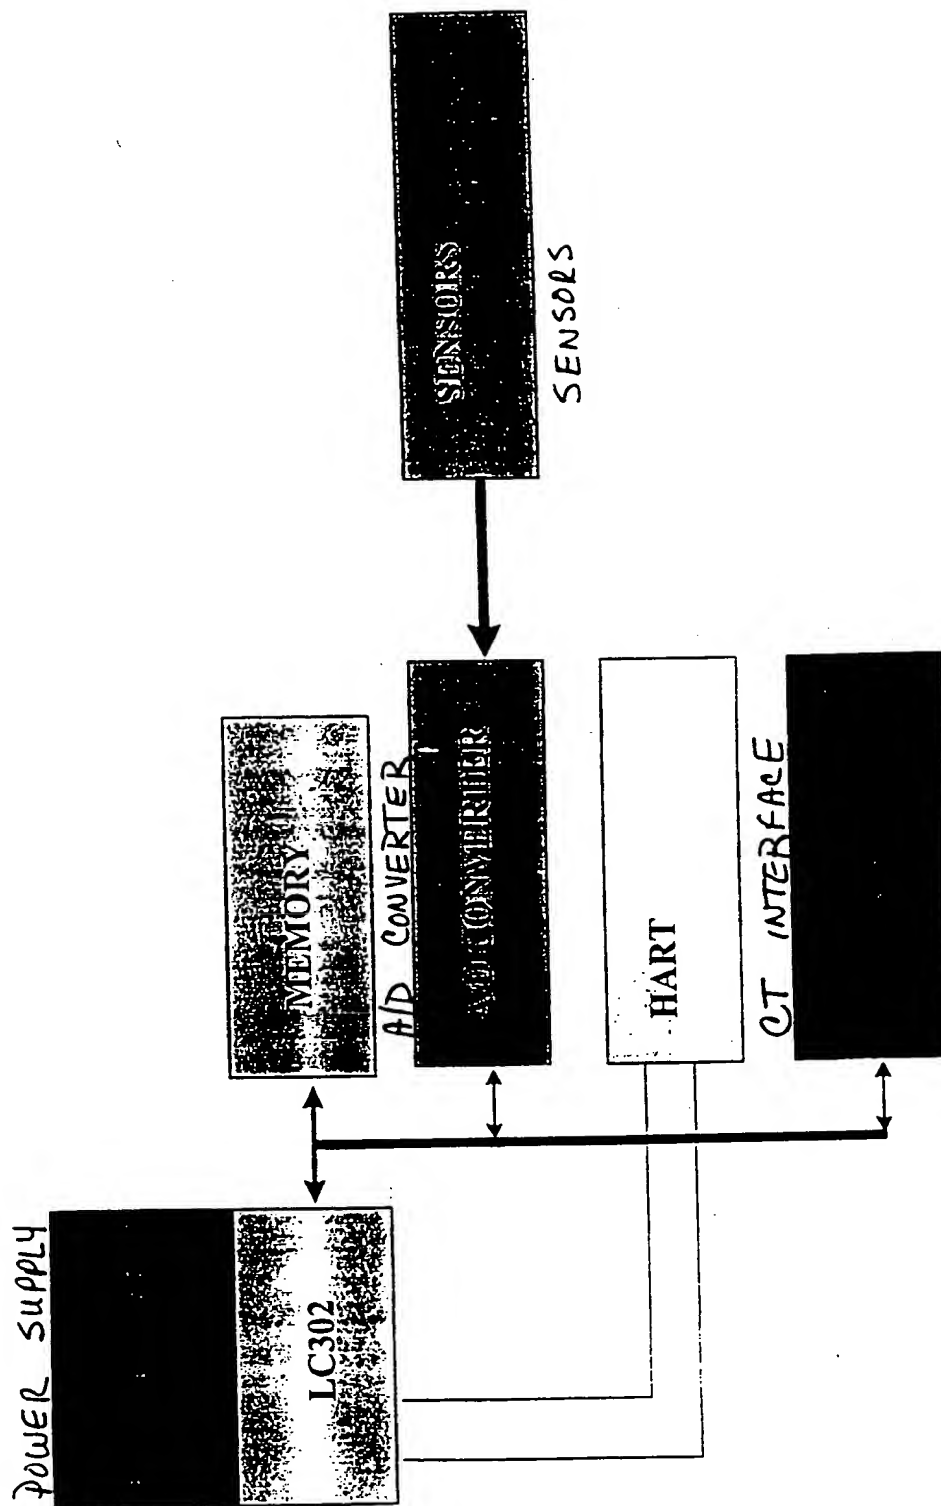 POWER SUPPLY
LC302
MEMORY
A/D CONVERTER
A/D CONVERTER
HART
CT INTERFACE
SENSORS
SENSORS